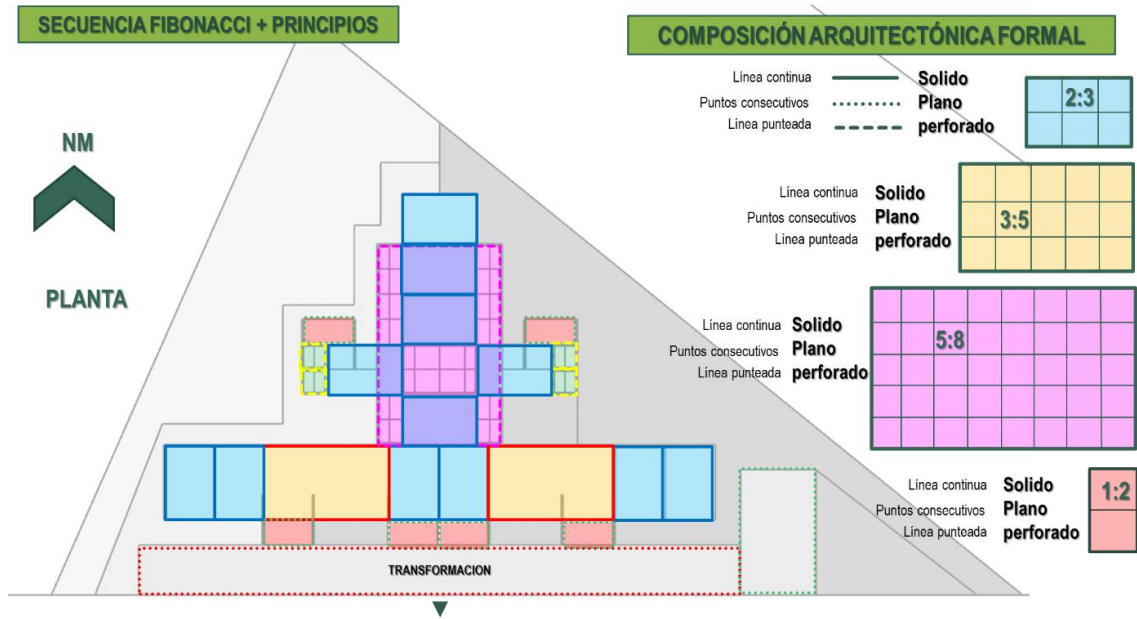 SECUENCIA FIBONACCI + PRINCIPIOS
COMPOSICIÓN ARQUITECTÓNICA FORMAL
Línea continua Solido
Puntos consecutivos Plano
Línea punteada perforado
2:3
NM
Línea continua Solido
Puntos consecutivos Plano
Línea punteada perforado
3:5
PLANTA
Línea continua Solido
Puntos consecutivos Plano
Línea punteada perforado
5:8
Línea continua Solido
Puntos consecutivos Plano
Línea punteada perforado
1:2
TRANSFORMACION